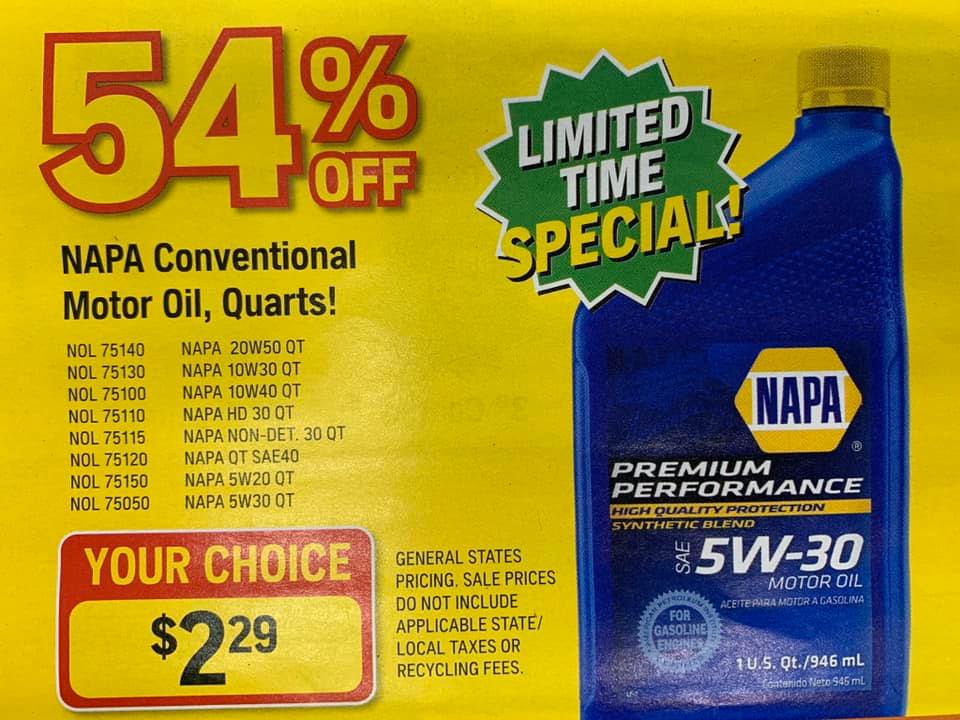 54% OFF
LIMITED
TIME
SPECIAL!
NAPA Conventional
Motor Oil, Quarts!
NOL 75140 NAPA 20W50 QT
NOL 75130 NAPA 10W30 QT
NOL 75100 NAPA 10W40 QT
NOL 75110 NAPA HD 30 QT
NOL 75115 NAPA NON-DET. 30 QT
NOL 75120 NAPA QT SAE40
NOL 75150 NAPA 5W20 QT
NOL 75050 NAPA 5W30 QT
YOUR CHOICE
$2.29
GENERAL STATES
PRICING. SALE PRICES
DO NOT INCLUDE
APPLICABLE STATE/
LOCAL TAXES OR
RECYCLING FEES.
NAPA
®
PREMIUM
PERFORMANCE
HIGH QUALITY PROTECTION
SYNTHETIC BLEND
SAE 5W-30
MOTOR OIL
ACEITE PARA MOTOR A GASOLINA
FOR
GASOLINE
ENGINES
1 U.S. Qt./946 mL
Contenido Neto 946 mL